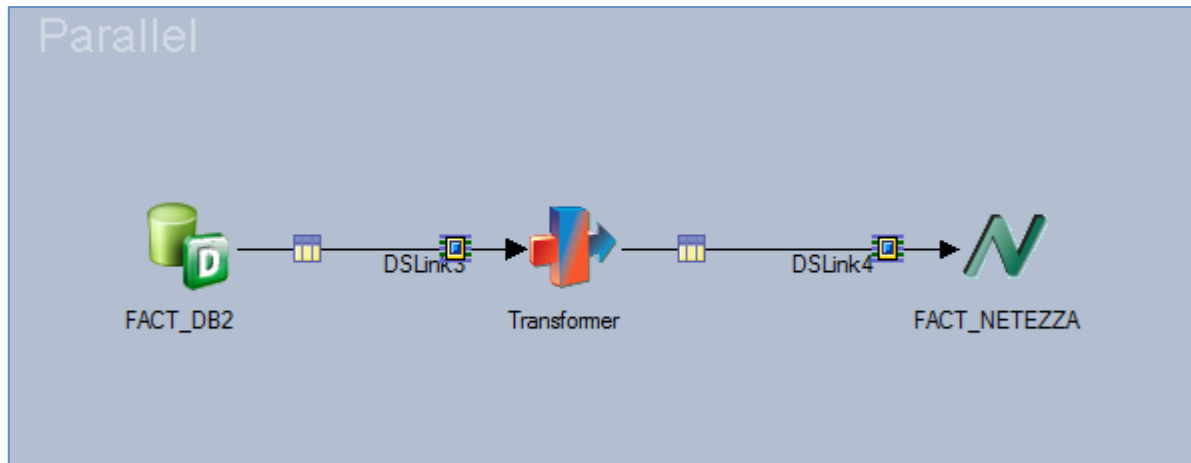 Parallel
DSLink3
DSLink4
FACT_DB2
Transformer
FACT_NETEZZA